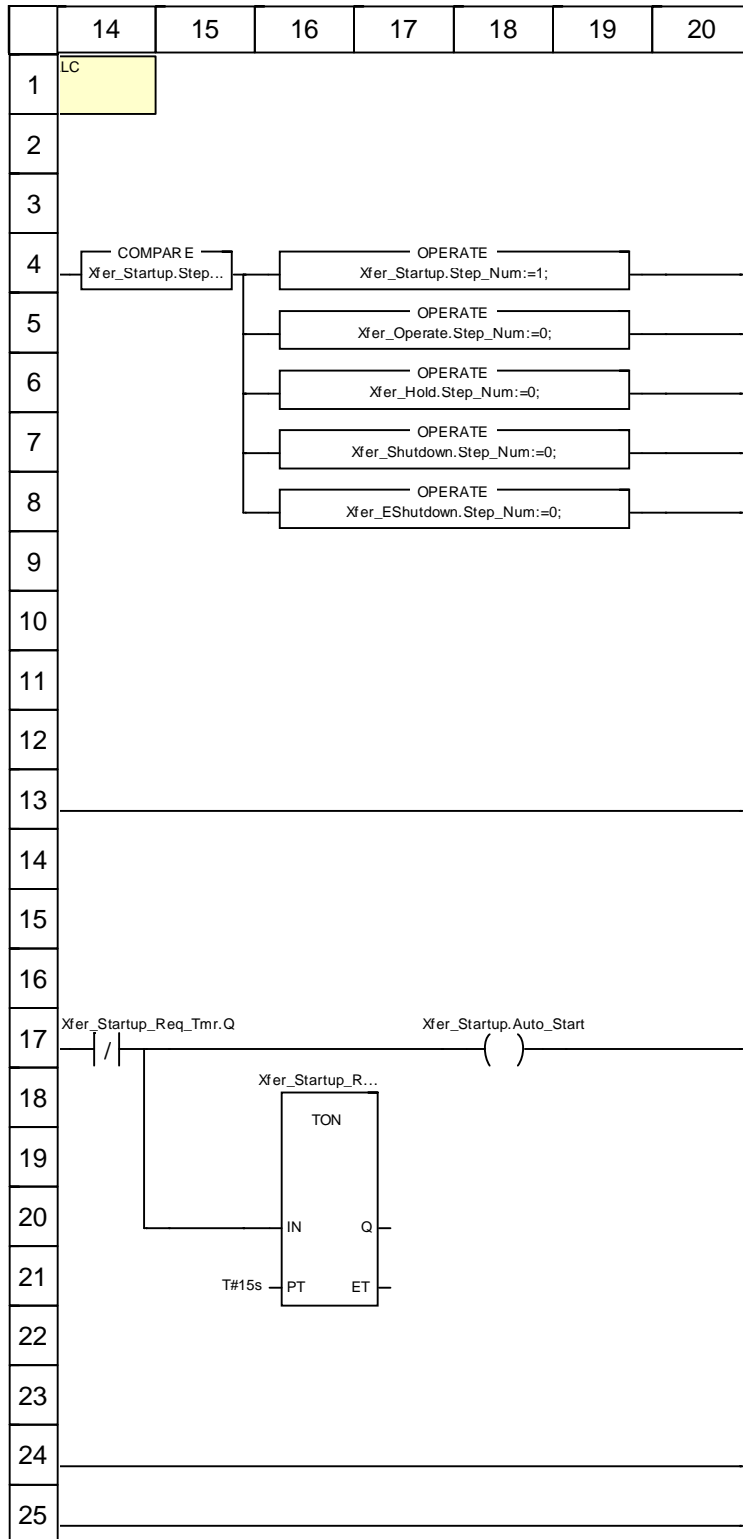 14 15 16 17 18 19 20
1 LC
2
3
COMPARE OPERATE
4 Xfer_Startup.Step... Xfer_Startup.Step_Num:=1;
OPERATE
5 Xfer_Operate.Step_Num:=0;
OPERATE
6 Xfer_Hold.Step_Num:=0;
OPERATE
7 Xfer_Shutdown.Step_Num:=0;
OPERATE
8 Xfer_EShutdown.Step_Num:=0;
9
10
11
12
13
14
15
16
Xfer_Startup_Req_Tmr.Q Xfer_Startup.Auto_Start
17 /
Xfer_Startup_R...
18 TON
19
20 IN Q
21 T#15s PT ET
22
23
24
25